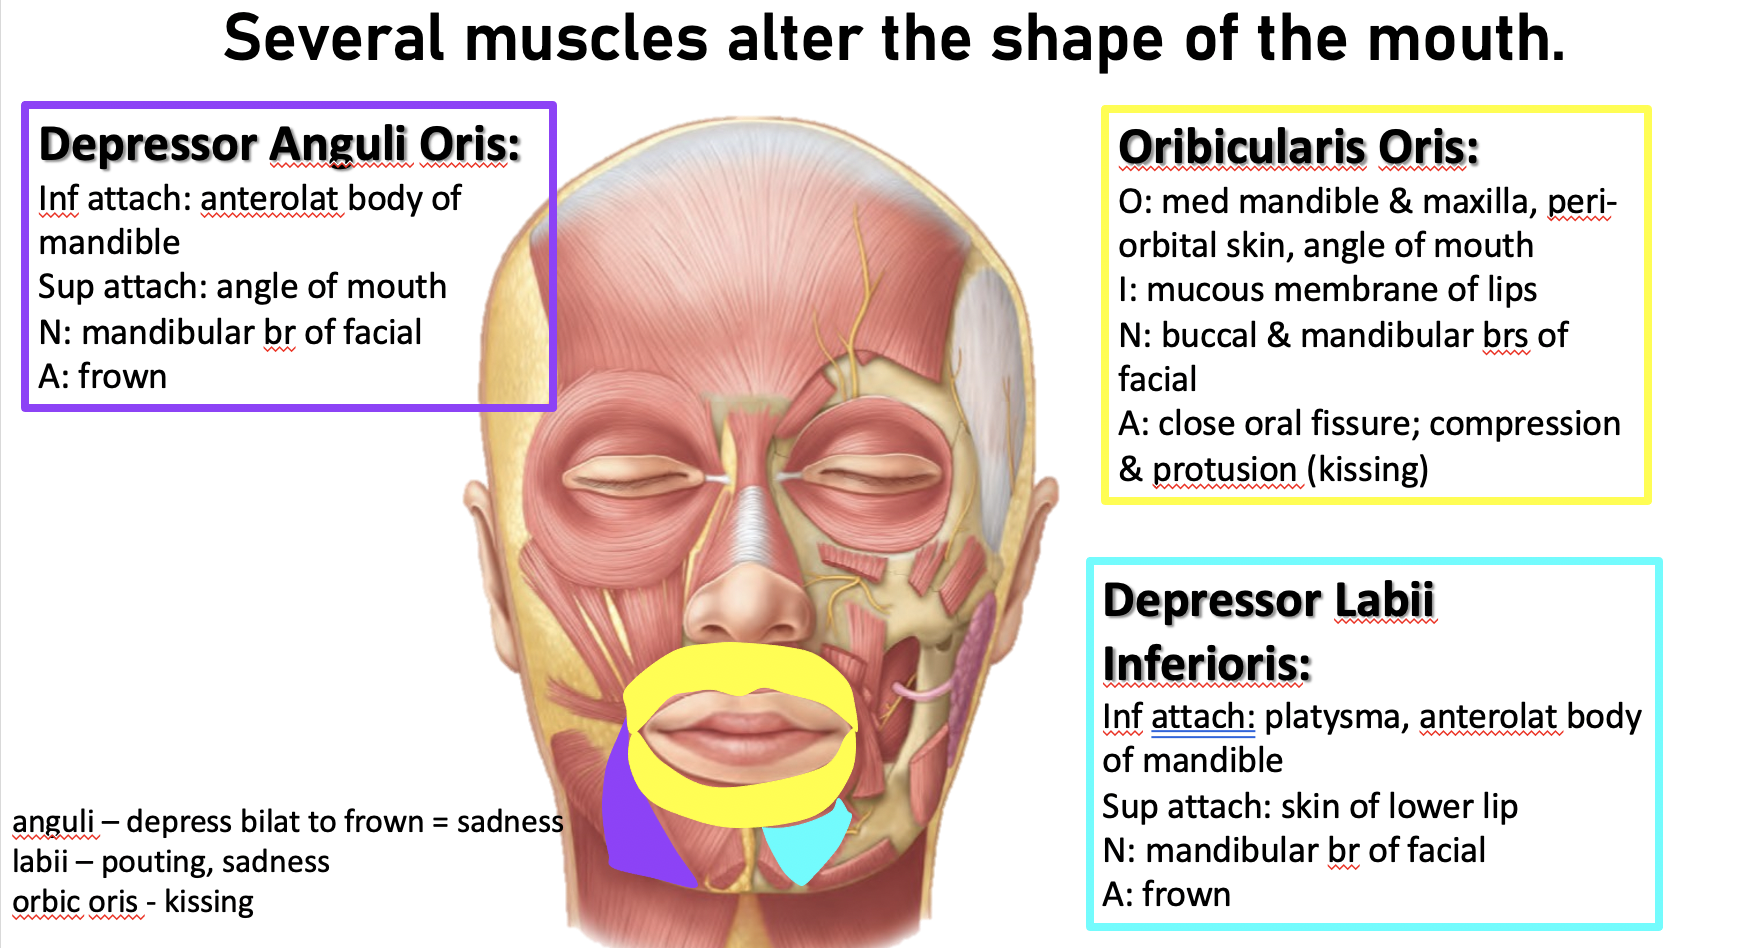 Several muscles alter the shape of the mouth.
Depressor Anguli Oris:
Inf attach: anterolat body of
mandible
Sup attach: angle of mouth
N: mandibular br of facial
A: frown
Oribicularis Oris:
O: med mandible & maxilla, peri-
orbital skin, angle of mouth
I: mucous membrane of lips
N: buccal & mandibular brs of
facial
A: close oral fissure; compression
& protusion (kissing)
Depressor Labii
Inferioris:
Inf attach: platysma, anterolat body
of mandible
Sup attach: skin of lower lip
N: mandibular br of facial
A: frown
anguli – depress bilat to frown = sadness
labii – pouting, sadness
orbic oris - kissing